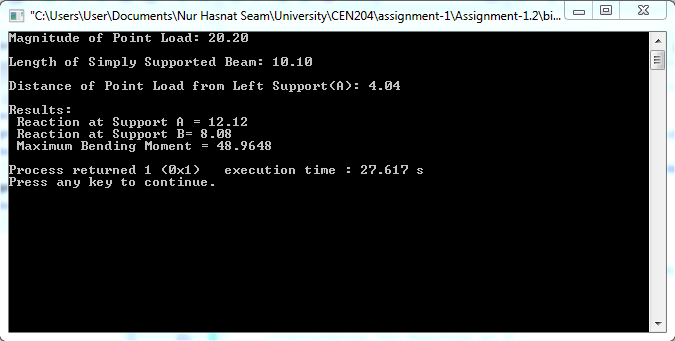 "C:\Users\User\Documents\Nur Hasnat Seam\University\CEN204\assignment-1\Assignment-1.2\bi...
Magnitude of Point Load: 20.20
Length of Simply Supported Beam: 10.10
Distance of Point Load from Left Support(A): 4.04
Results:
Reaction at Support A = 12.12
Reaction at Support B= 8.08
Maximum Bending Moment = 48.9648
Process returned 1 (0x1)   execution time : 27.617 s
Press any key to continue.